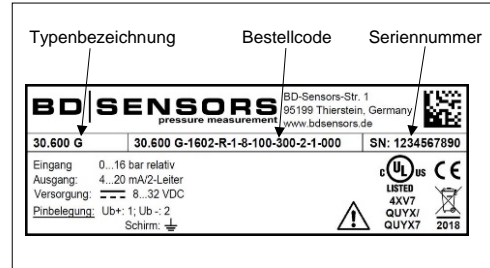 Typenbezeichnung Bestellcode Seriennummer
BD SENSORS
pressure measurement
BD-Sensors-Str. 1
95199 Thierstein, Germany
www.bdsensors.de
30.600 G 30.600 G-1602-R-1-8-100-300-2-1-000 SN: 1234567890
Eingang 0...16 bar relativ
Ausgang: 4...20 mA/2-Leiter
Versorgung: 8...32 VDC
Pinbelegung: Ub+: 1; Ub -: 2
Schirm:
c UL us CE
LISTED
4XV7
QUYX/
QUYX7
2018